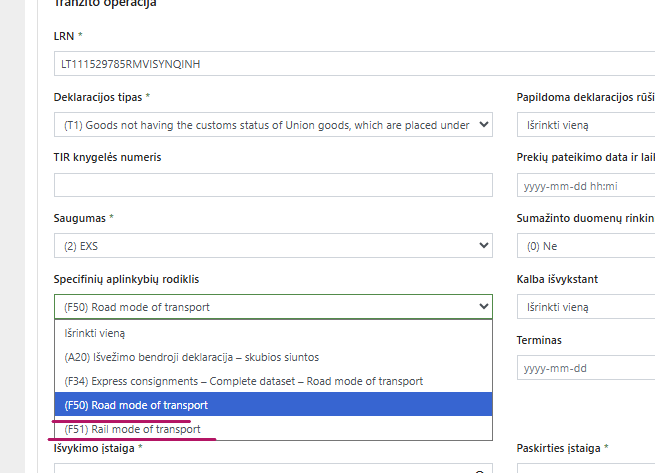 Tranzito operacija
LRN *
LT111529785RMVISYNQINH
Deklaracijos tipas *
Papildoma deklaracijos rūši
(T1) Goods not having the customs status of Union goods, which are placed under
Išrinkti vieną
TIR knygelės numeris
Prekių pateikimo data ir lai
yyyy-mm-dd hh:mi
Saugumas *
Sumažinto duomenų rinkin
(2) EXS
(0) Ne
Specifinių aplinkybių rodiklis
Kalba išvykstant
(F50) Road mode of transport
Išrinkti vieną
Išrinkti vieną
Terminas
(A20) Išvežimo bendroji deklaracija – skubios siuntos
yyyy-mm-dd
(F34) Express consignments – Complete dataset – Road mode of transport
(F50) Road mode of transport
(F51) Rail mode of transport
Išvykimo įstaiga *
Paskirties įstaiga *